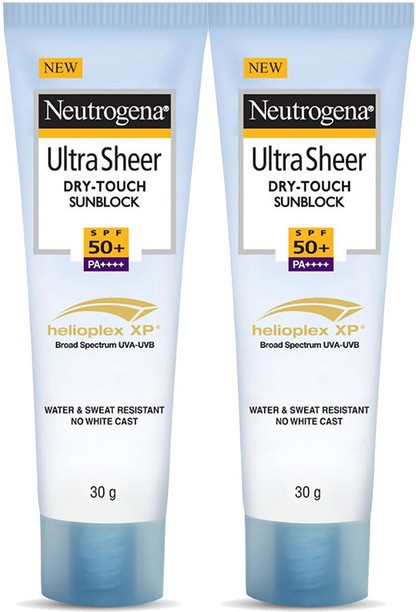 NEW
Neutrogena®
Ultra Sheer
DRY-TOUCH
SUNBLOCK
SPF
50+
PA++++
helioplex XP®
Broad Spectrum UVA-UVB
WATER & SWEAT RESISTANT
NO WHITE CAST
30 g
NEW
Neutrogena®
Ultra Sheer
DRY-TOUCH
SUNBLOCK
SPF
50+
PA++++
helioplex XP®
Broad Spectrum UVA-UVB
WATER & SWEAT RESISTANT
NO WHITE CAST
30 g